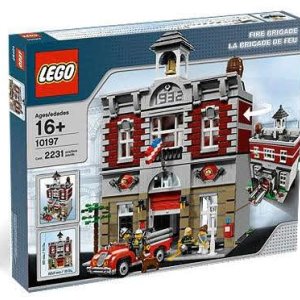 LEGO
FIRE BRIGADE
LA BRIGADE DE FEU
Ages/edades
16+
10197
2231
1932